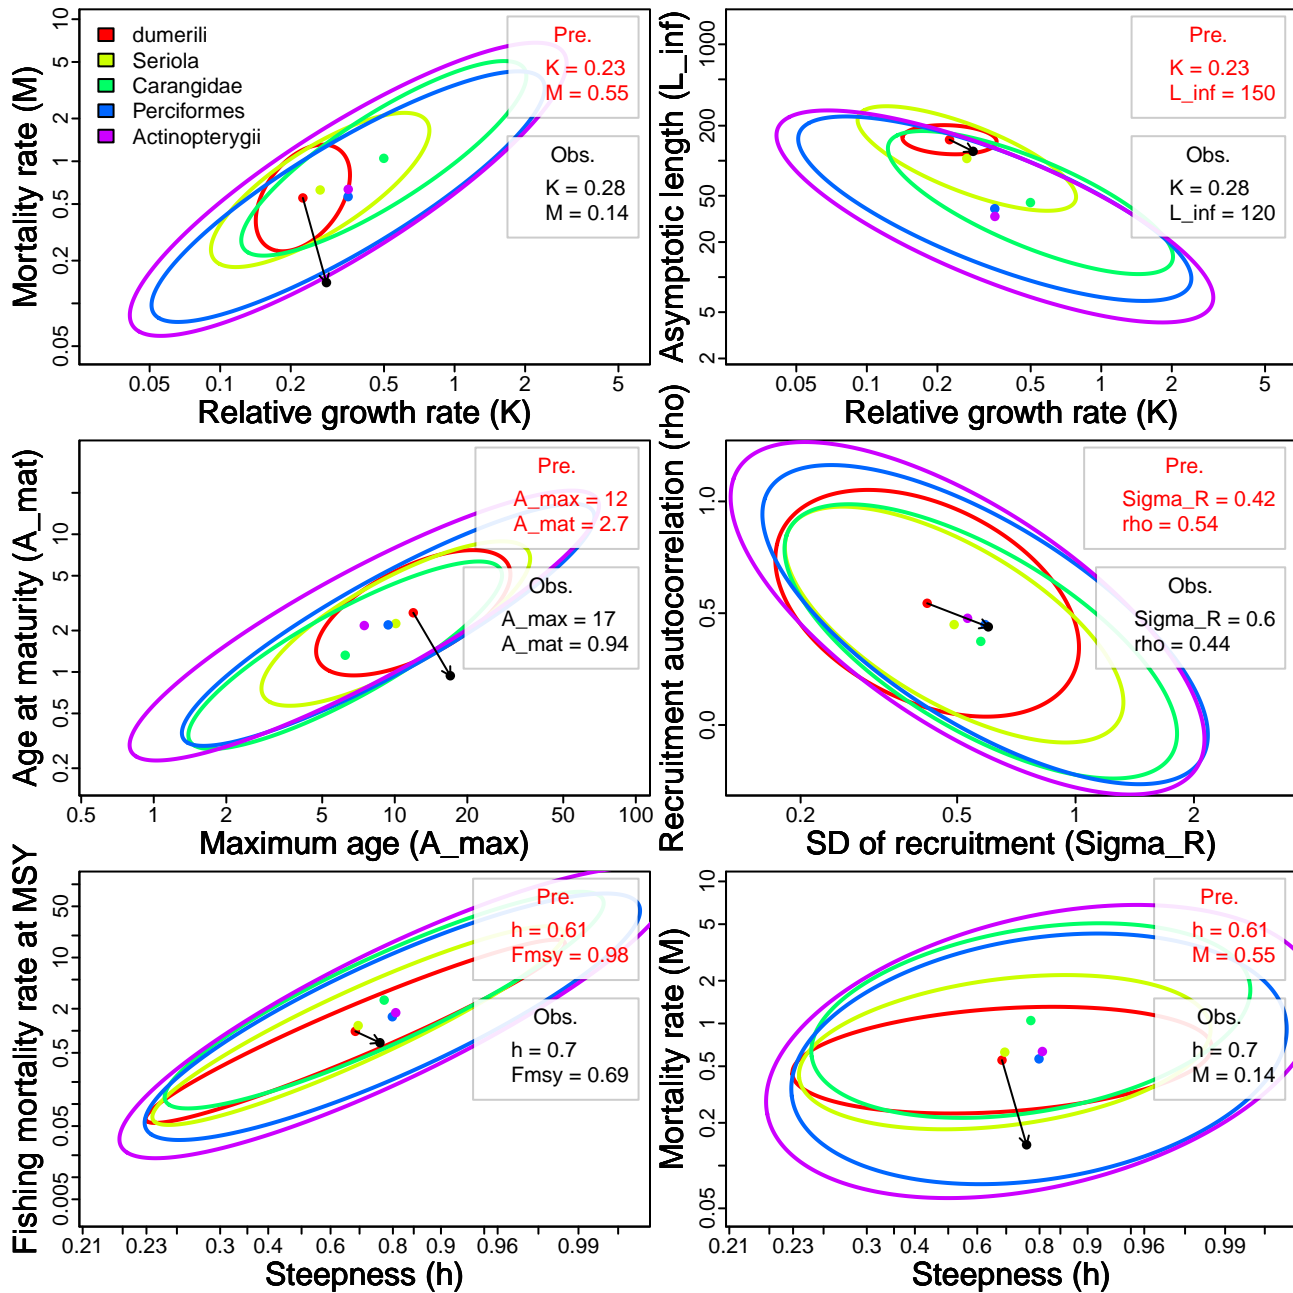 Mortality rate (M)
10
5
2
1
0.5
0.2
0.05
dumerili
Seriola
Carangidae
Perciformes
Actinopterygii
Pre.
K = 0.23
M = 0.55
Obs.
K = 0.28
M = 0.14
0.05
0.2
0.5
1
2
5
Relative growth rate (K)
Asymptotic length (L_inf)
1000
200
50
20
5
2
Pre.
K = 0.23
L_inf = 150
Obs.
K = 0.28
L_inf = 120
0.05
0.2
0.5
1
2
5
Relative growth rate (K)
Age at maturity (A_mat)
10
5
2
1
0.5
0.2
Pre.
A_max = 12
A_mat = 2.7
Obs.
A_max = 17
A_mat = 0.94
0.5
1
2
5
10
20
50
100
Maximum age (A_max)
Recruitment autocorrelation (rho)
1.0
0.5
0.0
Pre.
Sigma_R = 0.42
rho = 0.54
Obs.
Sigma_R = 0.6
rho = 0.44
0.2
0.5
1
2
SD of recruitment (Sigma_R)
Fishing mortality rate at MSY
50
10
2
0.5
0.05
0.005
Pre.
h = 0.61
Fmsy = 0.98
Obs.
h = 0.7
Fmsy = 0.69
0.21
0.23
0.3
0.4
0.6
0.8
0.9
0.96
0.99
Steepness (h)
Mortality rate (M)
10
5
2
1
0.5
0.2
0.05
Pre.
h = 0.61
M = 0.55
Obs.
h = 0.7
M = 0.14
0.21
0.23
0.3
0.4
0.6
0.8
0.9
0.96
0.99
Steepness (h)